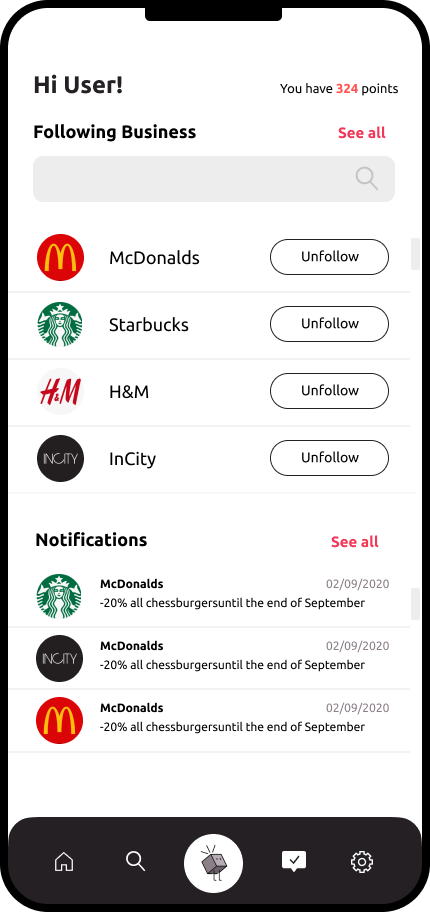 Hi User!
You have 324 points
Following Business
See all
McDonalds
Unfollow
Starbucks
Unfollow
H&M
H&M
Unfollow
INCITY
InCity
Unfollow
Notifications
See all
McDonalds
02/09/2020
-20% all chessburgersuntil the end of September
INCITY
McDonalds
02/09/2020
-20% all chessburgersuntil the end of September
McDonalds
02/09/2020
-20% all chessburgersuntil the end of September